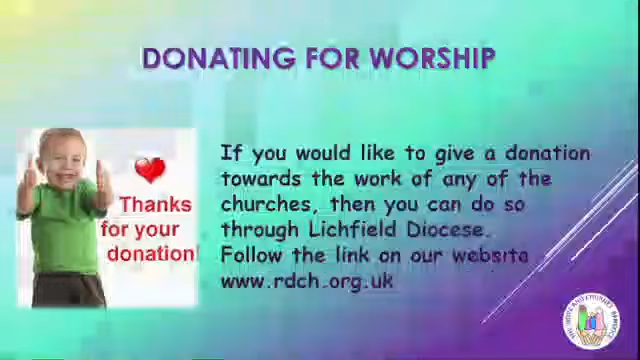 DONATING FOR WORSHIP
Thanks
for your
donation!
If you would like to give a donation
towards the work of any of the
churches, then you can do so
through Lichfield Diocese.
Follow the link on our website
www.rdch.org.uk